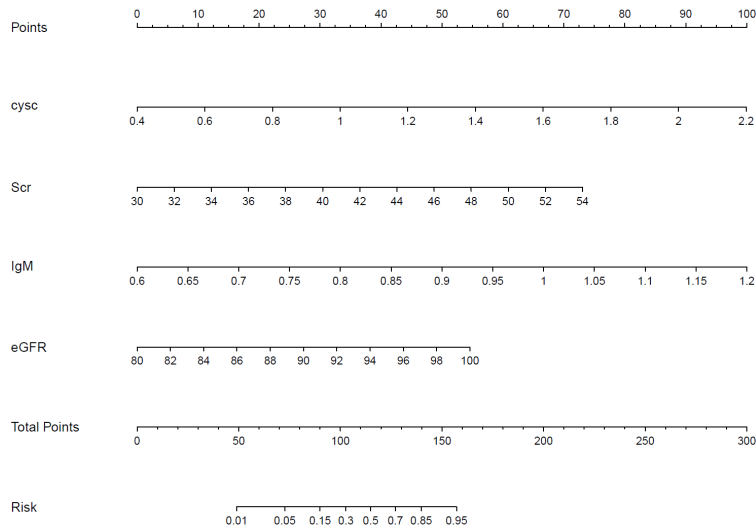 0 10 20 30 40 50 60 70 80 90 100
Points
cysc
0.4 0.6 0.8 1 1.2 1.4 1.6 1.8 2 2.2
Scr
30 32 34 36 38 40 42 44 46 48 50 52 54
IgM
0.6 0.65 0.7 0.75 0.8 0.85 0.9 0.95 1 1.05 1.1 1.15 1.2
eGFR
80 82 84 86 88 90 92 94 96 98 100
Total Points
0 50 100 150 200 250 300
Risk
0.01 0.05 0.15 0.3 0.5 0.7 0.85 0.95